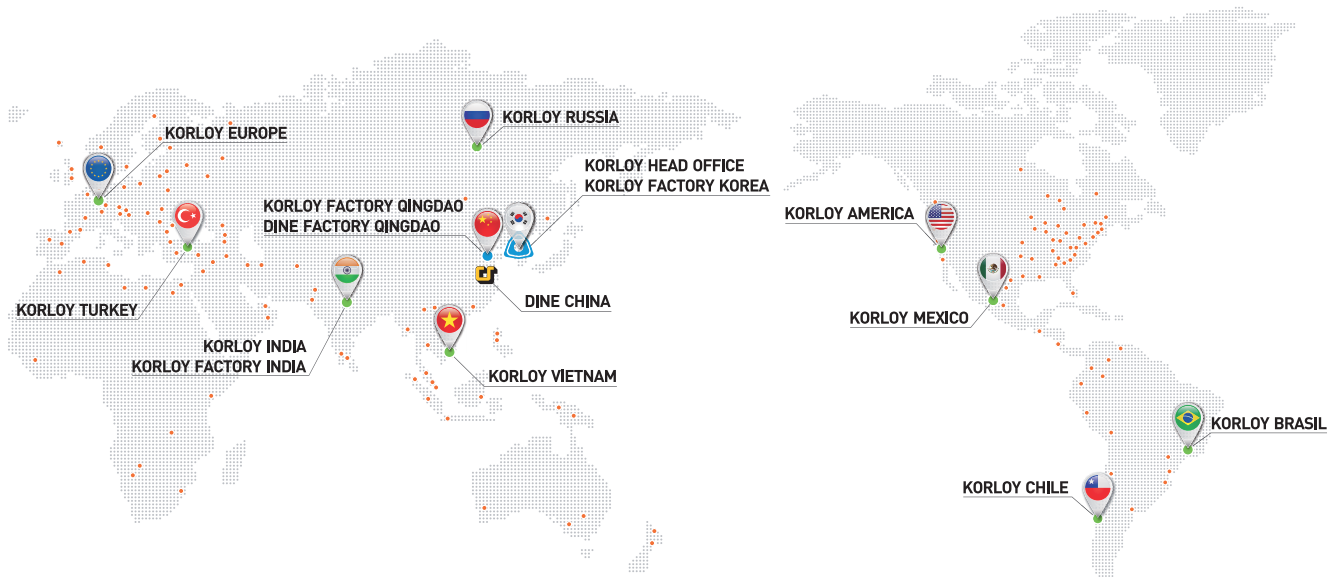 KORLOY RUSSIA
KORLOY EUROPE
KORLOY HEAD OFFICE
KORLOY FACTORY KOREA
KORLOY FACTORY QINGDAO
DINE FACTORY QINGDAO
KORLOY AMERICA
DINE CHINA
KORLOY TURKEY
KORLOY MEXICO
KORLOY INDIA
KORLOY FACTORY INDIA
KORLOY VIETNAM
KORLOY BRASIL
KORLOY CHILE